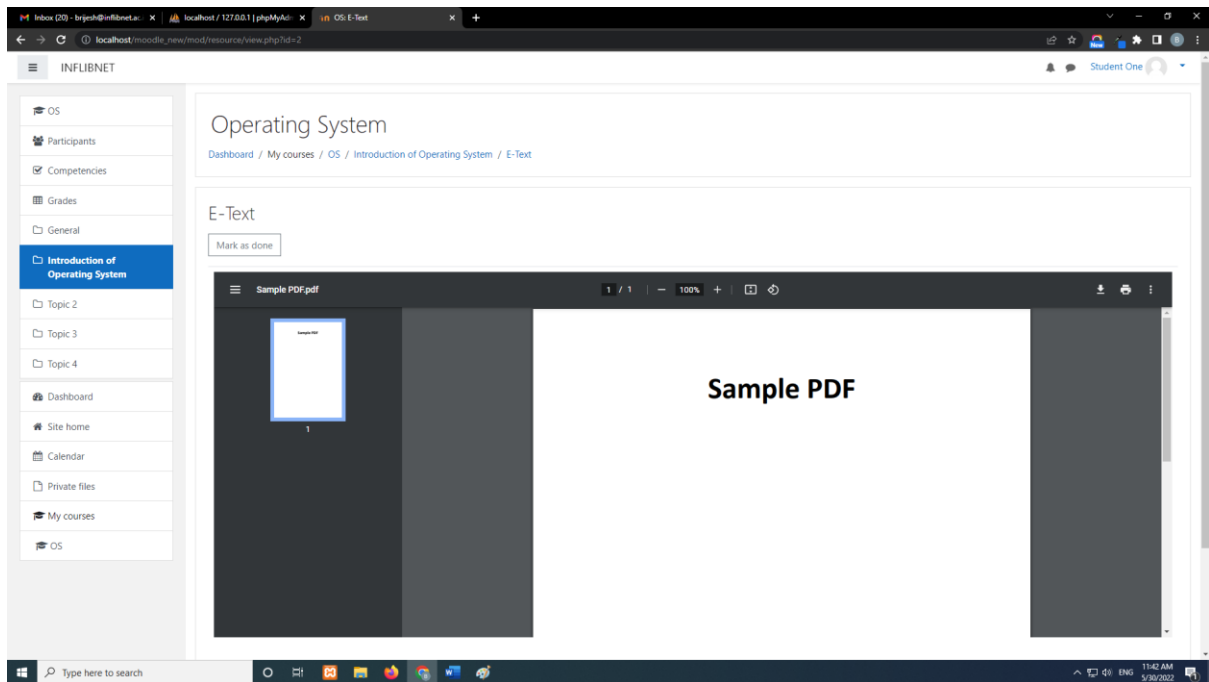 Inbox (20) - brijesh@inflibnet.ac.
localhost / 127.0.0.1 | phpMyAdm
OS: E-Text
localhost/moodle_new/mod/resource/view.php?id=2
New
B
INFLIBNET
Student One
OS
Participants
Competencies
Grades
General
Introduction of
Operating System
Topic 2
Topic 3
Topic 4
Dashboard
Site home
Calendar
Private files
My courses
OS
Operating System
Dashboard / My courses / OS / Introduction of Operating System / E-Text
E-Text
Mark as done
Sample PDF.pdf
1 / 1
100%
Sample PDF
1
Sample PDF
Type here to search
ENG
11:42 AM
5/30/2022